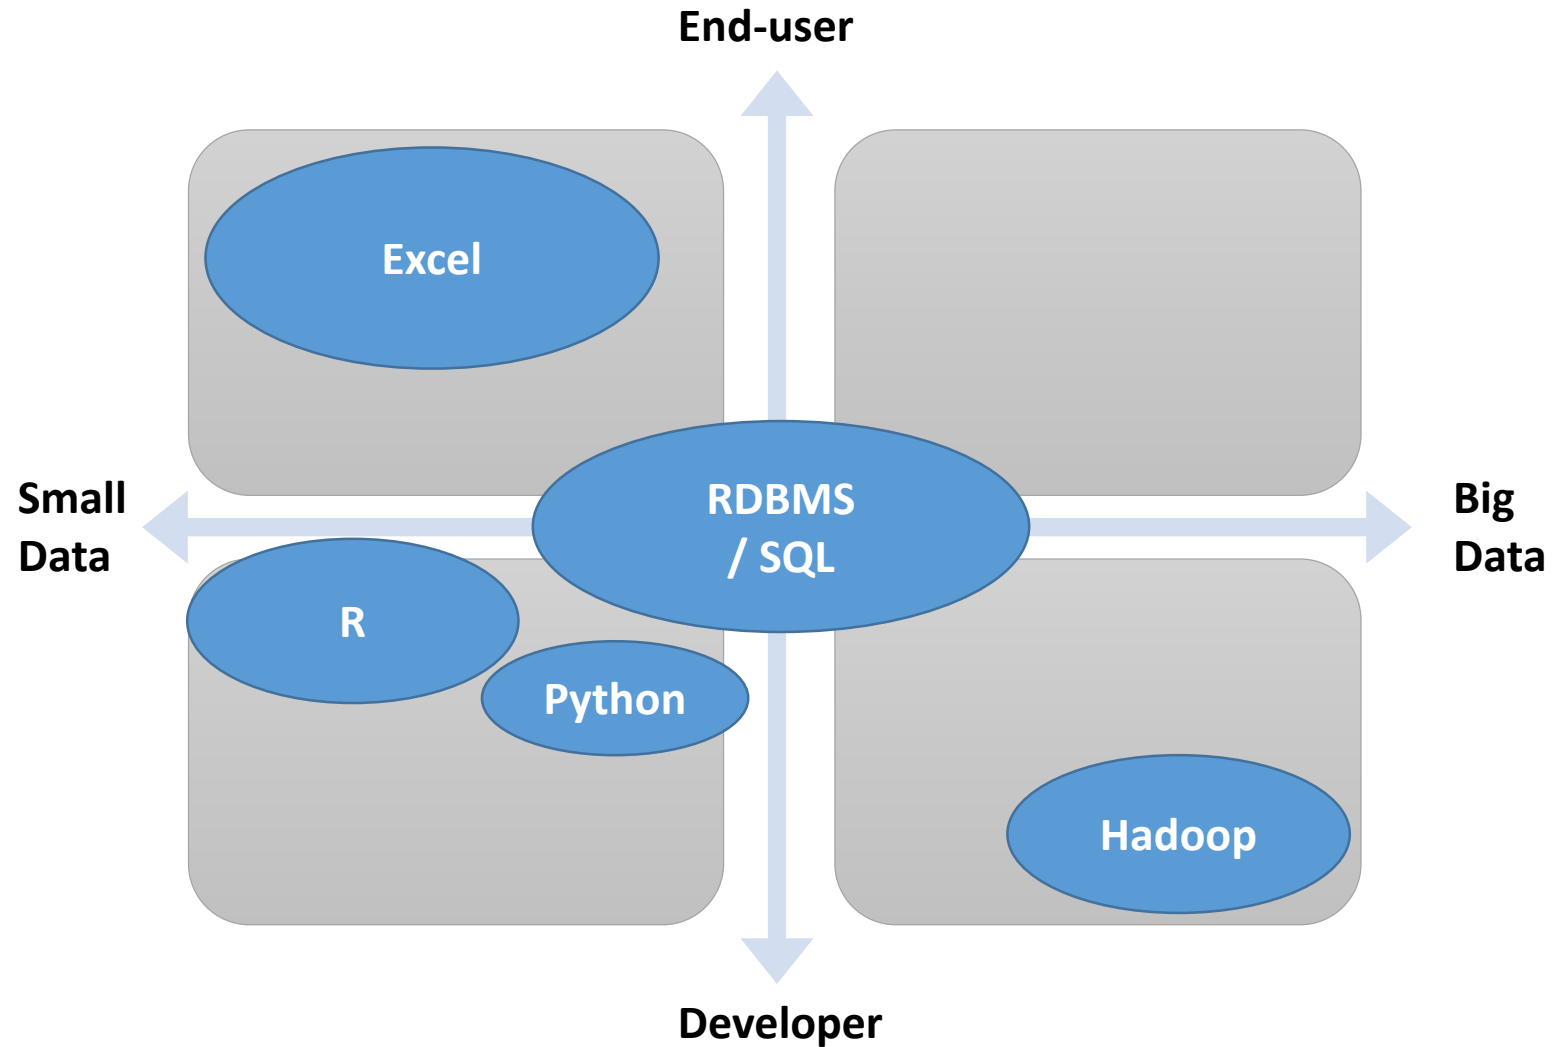 End-user
Excel
Small
Data
RDBMS
/ SQL
Big
Data
R
Python
Hadoop
Developer